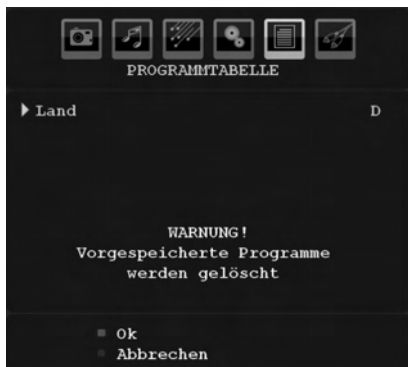 PROGRAMMTABELLE
Land D
WARNUNG!
Vorgespeicherte Programme
werden gelöscht
Ok
Abbrechen